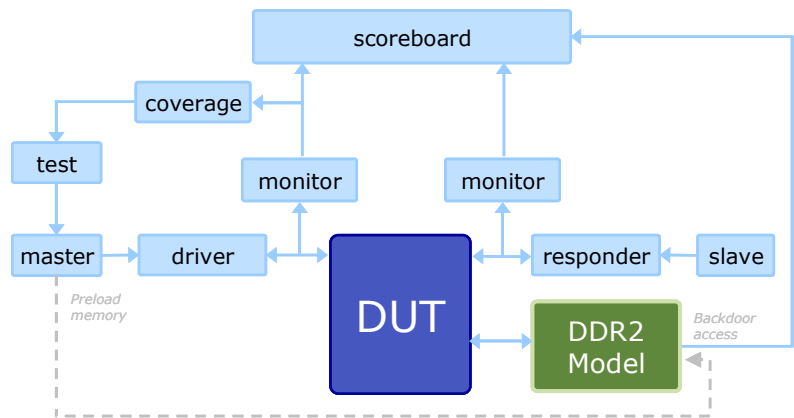 scoreboard
coverage
test
monitor
monitor
master
driver
responder
slave
Preload
memory
DUT
DDR2
Model
Backdoor
access